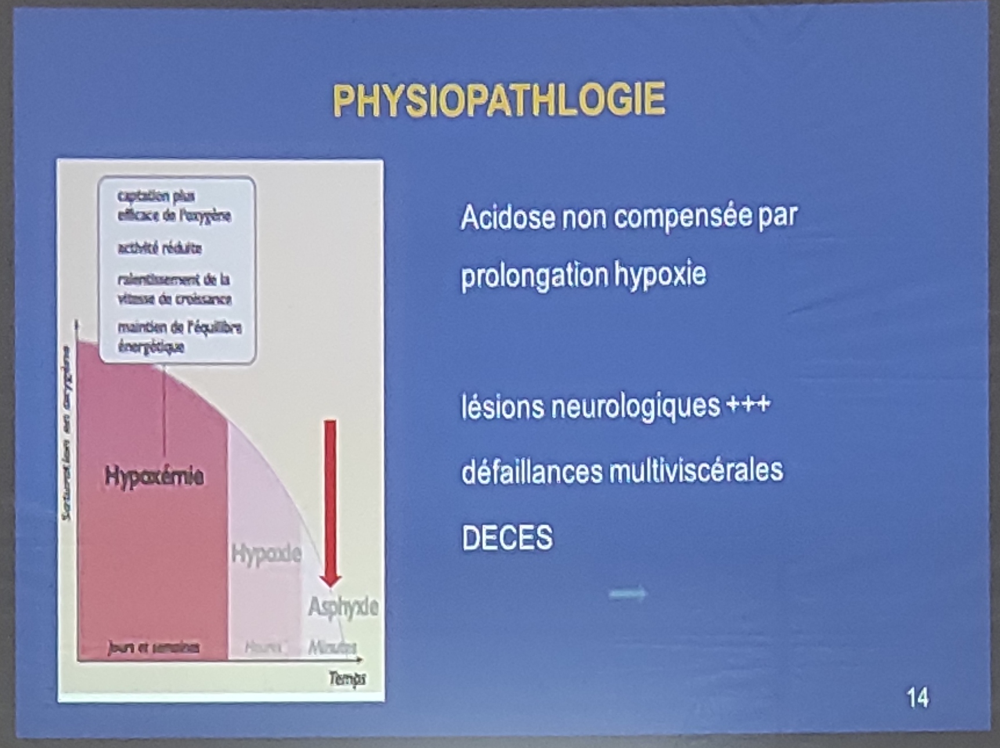 PHYSIOPATHLOGIE
captation plus
efficace de l'oxygène
activité réduite
ralentissement de la
vitesse de croissance
maintien de l'équilibre
énergétique
Saturation en oxygène
Hypoxémie
Hypoxie
Asphyxie
Jours et semaines
Heures
Minutes
Temps
Acidose non compensée par
prolongation hypoxie
lésions neurologiques +++
défaillances multiviscérales
DECES
14